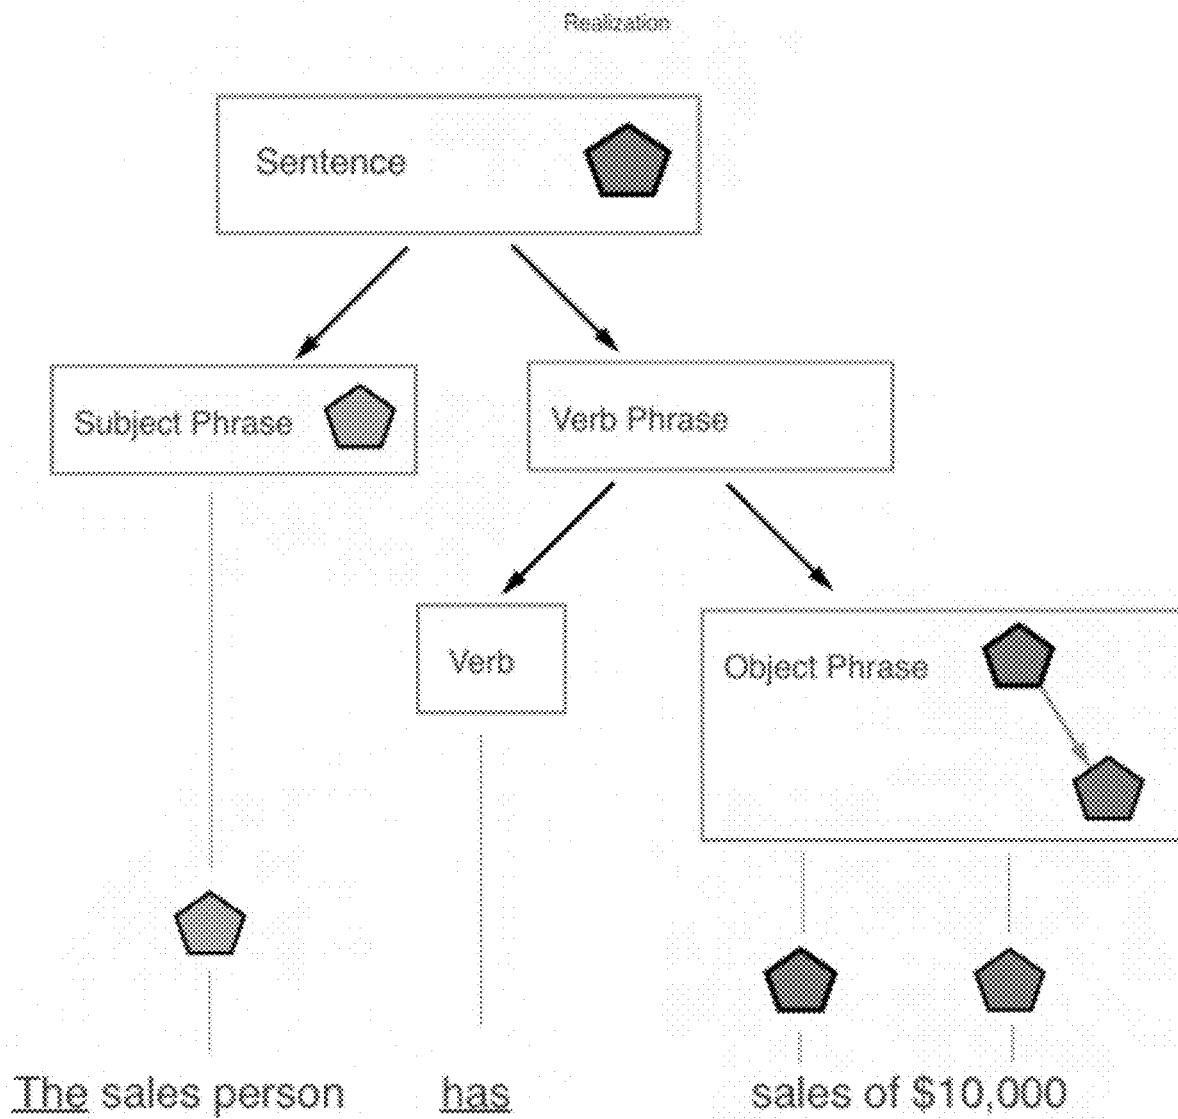 Realization
Sentence
Subject Phrase
Verb Phrase
Verb
Object Phrase
The sales person has sales of $10,000